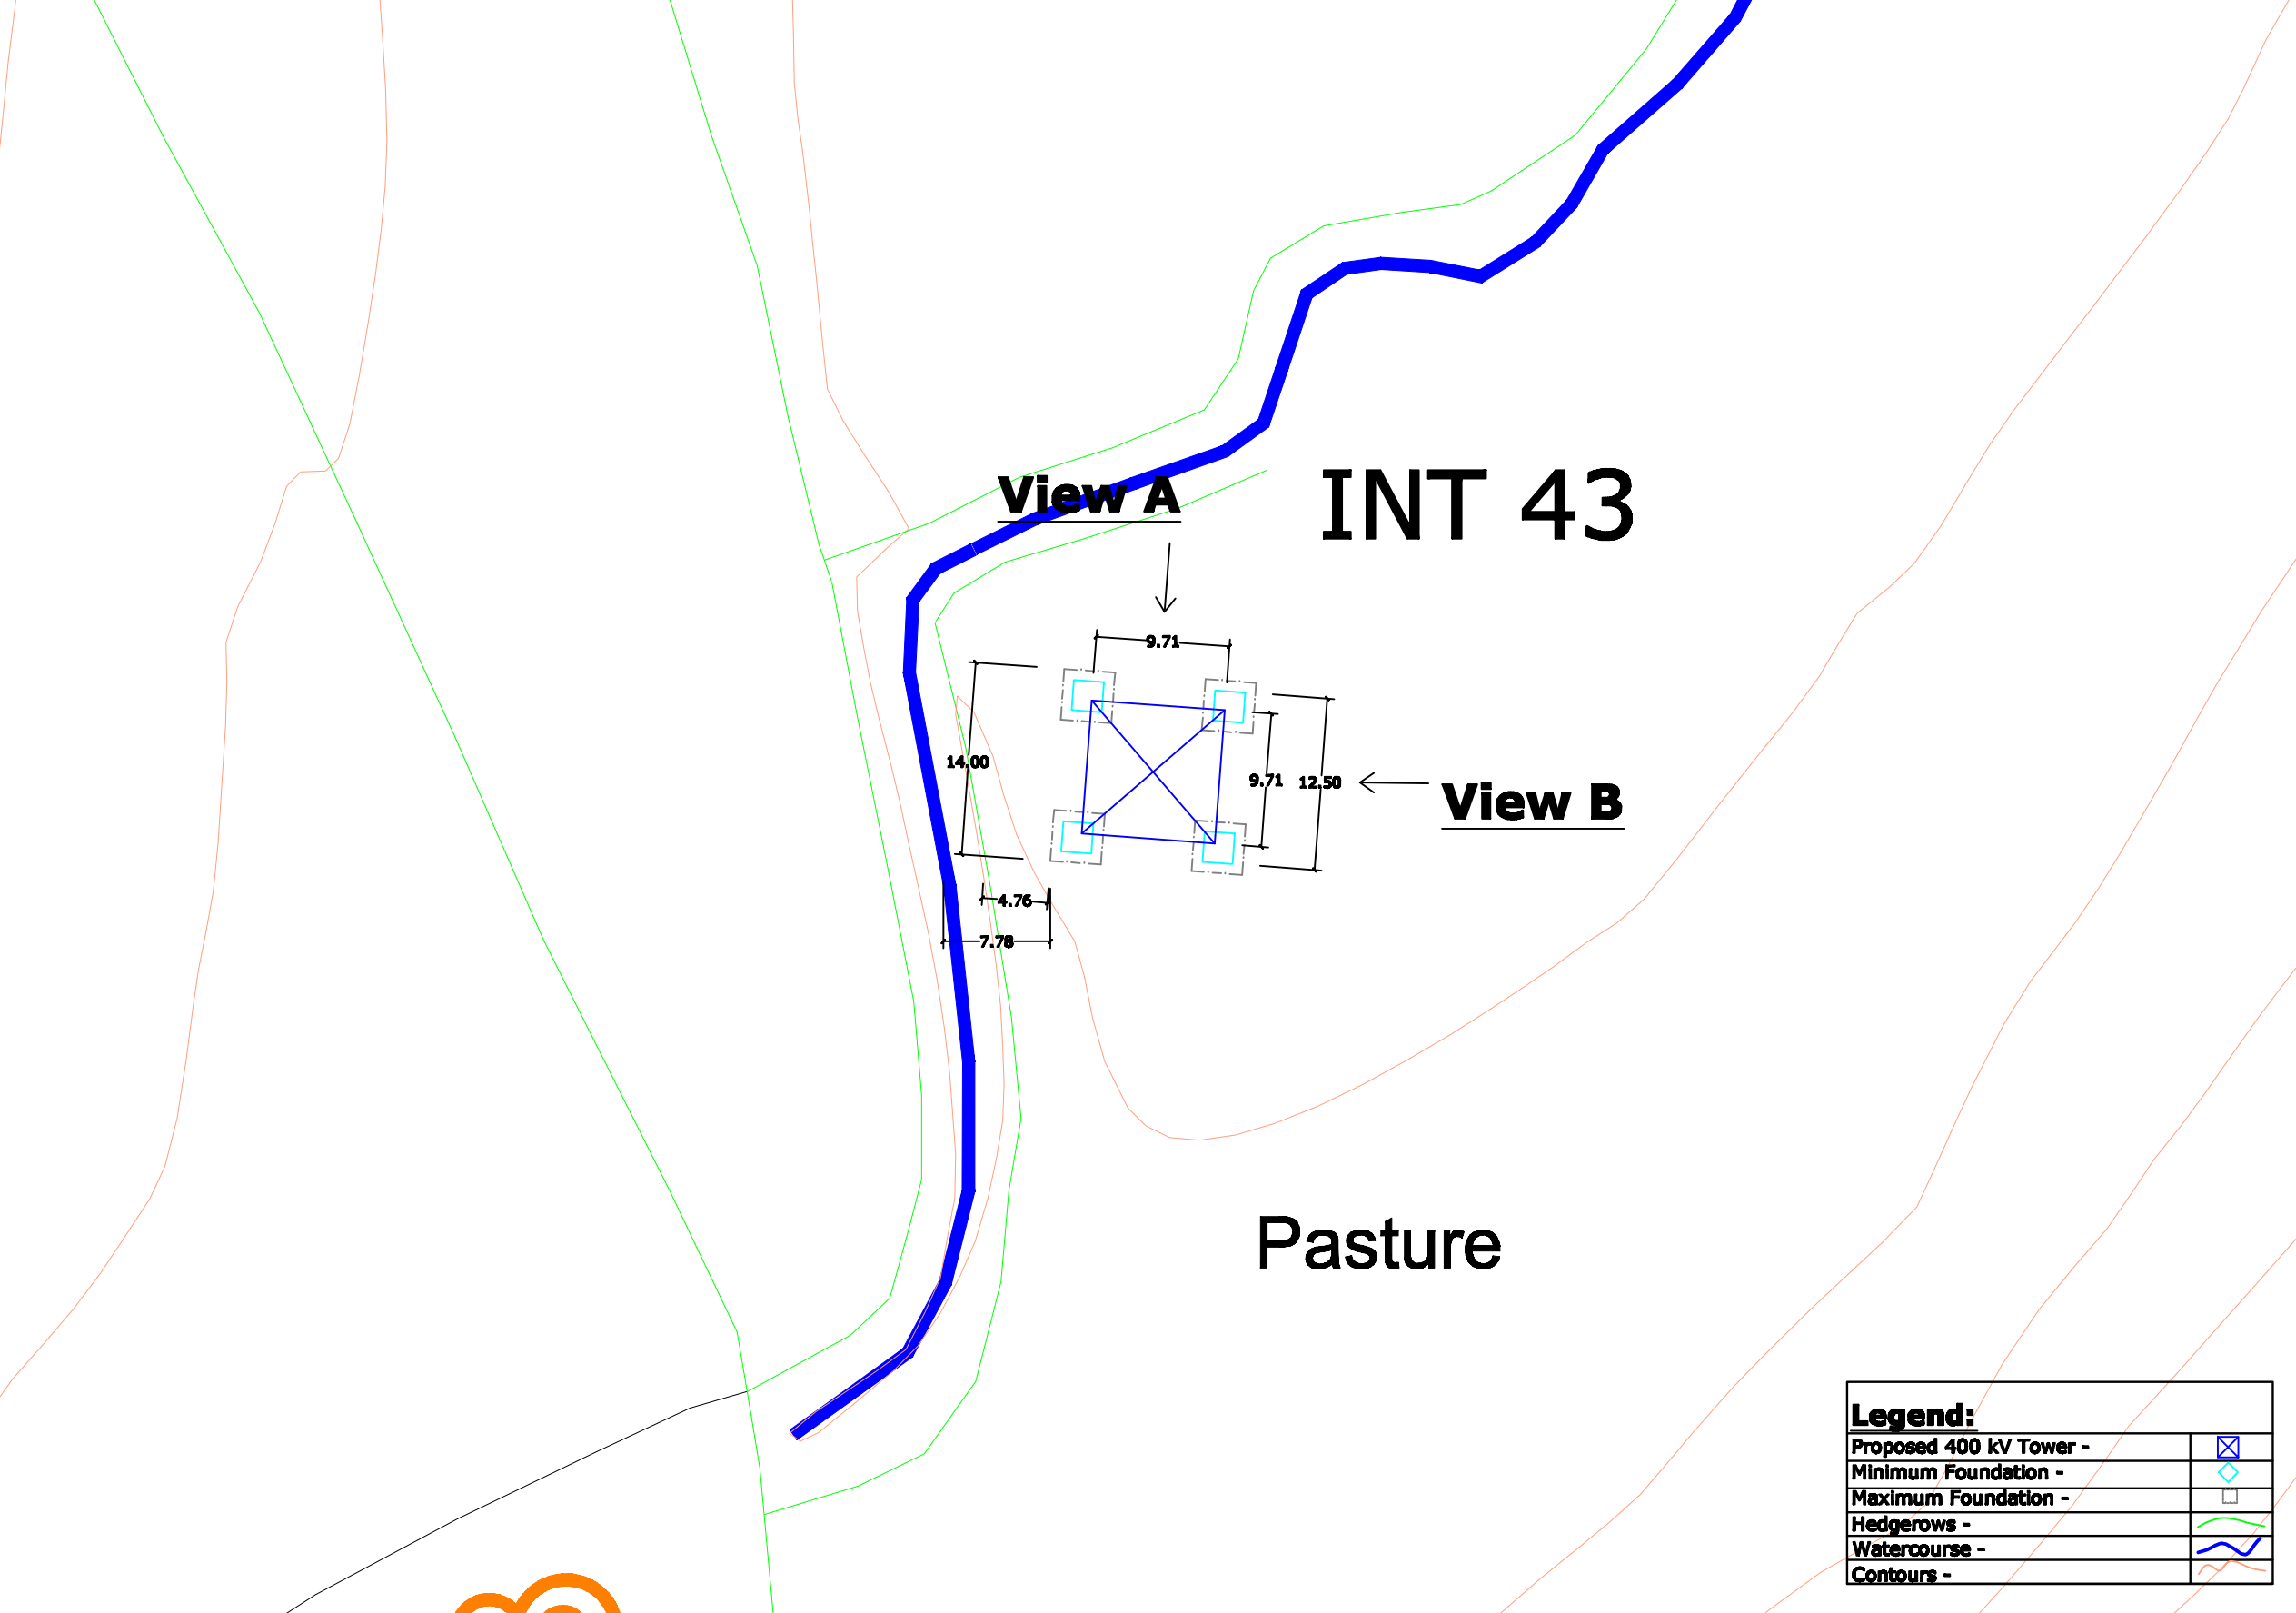 View A
INT 43
9.71
14.00
9.71
12.50
View B
4.76
7.78
Pasture
Legend:
Proposed 400 kV Tower -
Minimum Foundation -
Maximum Foundation -
Hedgerows -
Watercourse -
Contours -